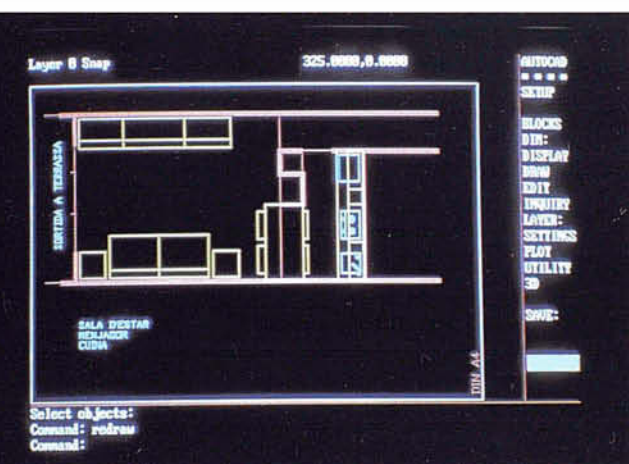 Layer 0 Snap
325.0000,0.0000
AUTOCAD
* * * *
SETUP
BLOCKS
DIM:
DISPLAY
DRAW
EDIT
INQUIRY
LAYER:
SETTINGS
PLOT
UTILITY
3D
SAVE:
SORTIDA A TERRASSA
SALA D'ESTAR
MENJADOR
CUINA
DIN A4
Select objects:
Command: redraw
Command: